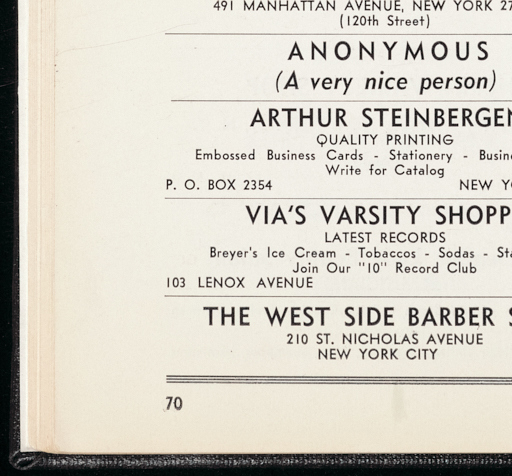 491 MANHATTAN AVENUE, NEW YORK 27
(120th Street)
ANONYMOUS
(A very nice person)
ARTHUR STEINBERGEN
QUALITY PRINTING
Embossed Business Cards - Stationery - Busin
Write for Catalog
P. O. BOX 2354 NEW YO
VIA'S VARSITY SHOPP
LATEST RECORDS
Breyer's Ice Cream - Tobaccos - Sodas - Sta
Join Our "10" Record Club
103 LENOX AVENUE
THE WEST SIDE BARBER S
210 ST. NICHOLAS AVENUE
NEW YORK CITY
70